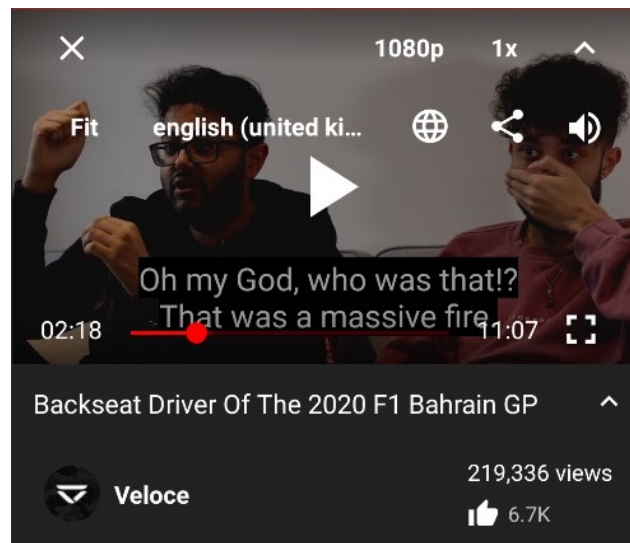 1080p 1x
Fit english (united ki...
Oh my God, who was that!?
That was a massive fire.
02:18 11:07
Backseat Driver Of The 2020 F1 Bahrain GP
219,336 views
Veloce
6.7K